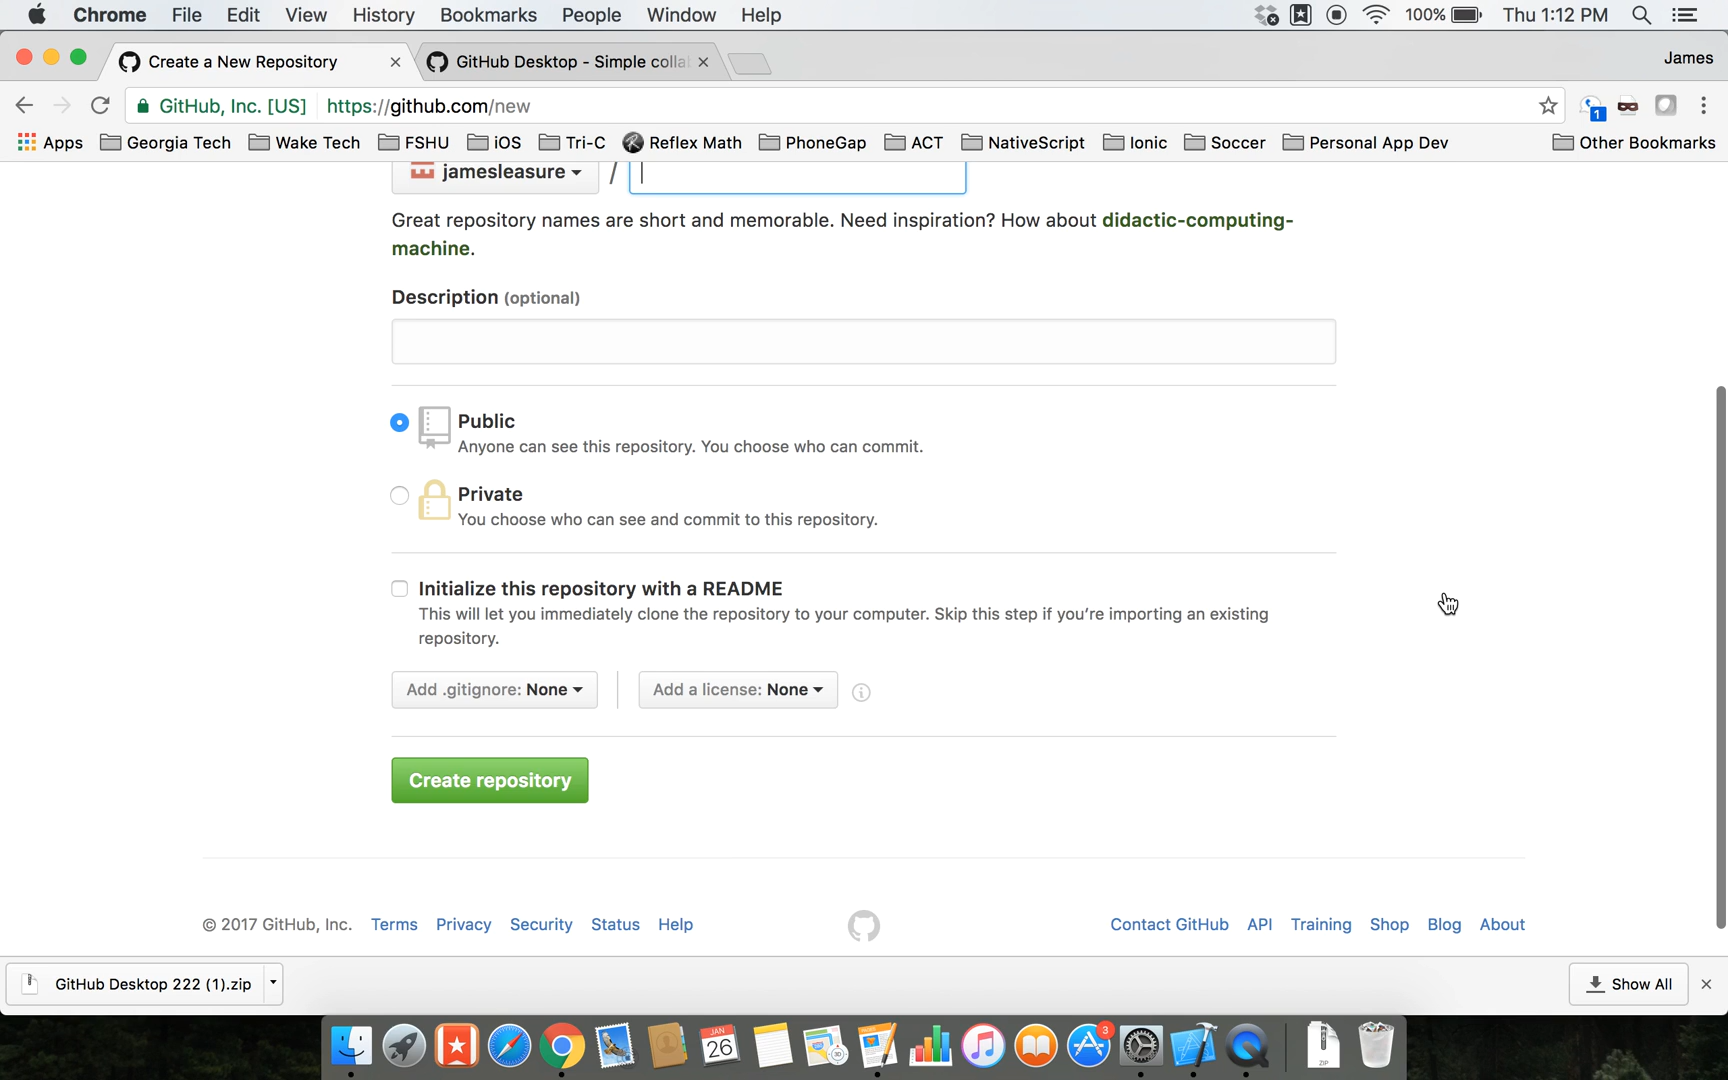 Chrome File Edit View History Bookmarks People Window Help 100% Thu 1:12 PM
Create a New Repository GitHub Desktop - Simple colla James
GitHub, Inc. [US] https://github.com/new 1
Apps Georgia Tech Wake Tech FSHU iOS Tri-C Reflex Math PhoneGap ACT NativeScript Ionic Soccer Personal App Dev Other Bookmarks
jamesleasure /
Great repository names are short and memorable. Need inspiration? How about didactic-computing-
machine.
Description (optional)
Public
Anyone can see this repository. You choose who can commit.
Private
You choose who can see and commit to this repository.
Initialize this repository with a README
This will let you immediately clone the repository to your computer. Skip this step if you're importing an existing
repository.
Add .gitignore: None Add a license: None
Create repository
© 2017 GitHub, Inc. Terms Privacy Security Status Help Contact GitHub API Training Shop Blog About
GitHub Desktop 222 (1).zip Show All
JAN
26
3
ZIP